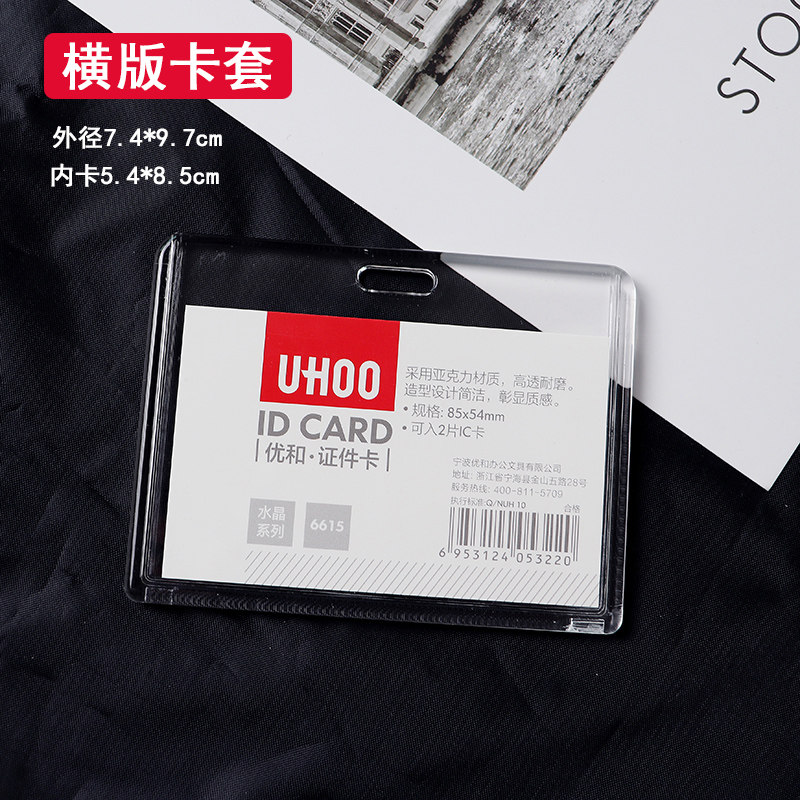 横版卡套
外径7.4*9.7cm
内卡5.4*8.5cm
STO
UHOO
ID CARD
优和·证件卡
采用亚克力材质，高透耐磨。
造型设计简洁，彰显质感。
• 规格: 85x54mm
• 可入2片IC卡
宁波优和办公文具有限公司
地址: 浙江省宁海县金山五路28号
服务热线: 400-811-5709
执行标准:Q/NUH 10 合格
水晶
系列
6615
6 953124 053220